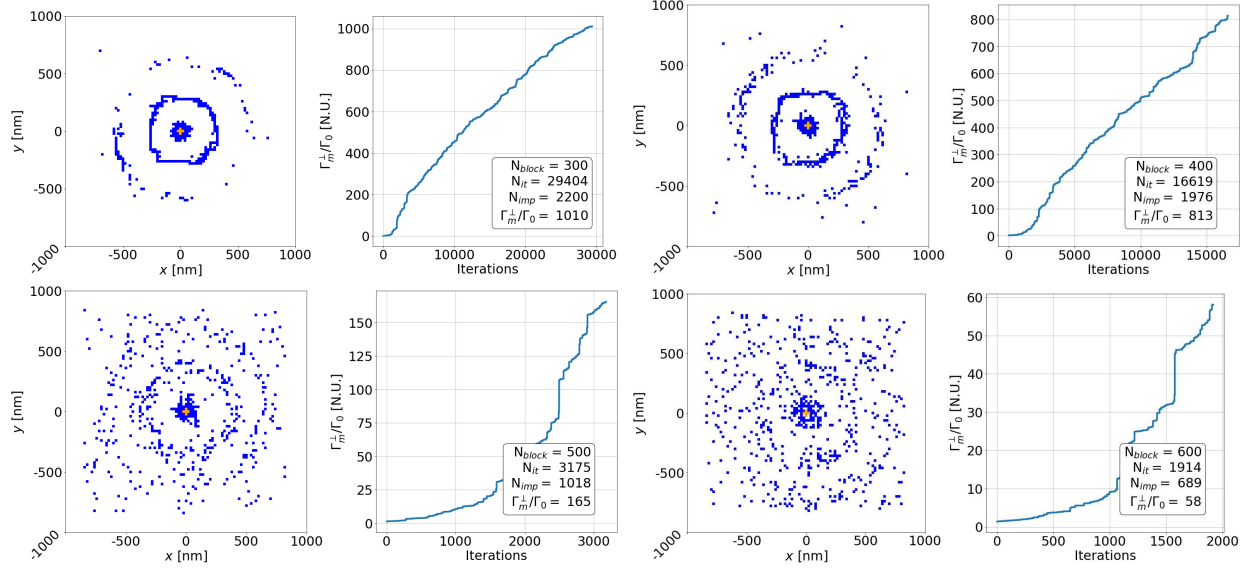 1000
500
0
-500
-1000
y [nm]
-500 0 500 1000
x [nm]
1000
800
600
400
200
0
Γ⊥m/Γ0 [N.U.]
0 10000 20000 30000
Iterations
Nblock = 300
Nit = 29404
Nimp = 2200
Γ⊥m/Γ0 = 1010
1000
500
0
-500
-1000
y [nm]
-500 0 500 1000
x [nm]
800
700
600
500
400
300
200
100
0
Γ⊥m/Γ0 [N.U.]
0 5000 10000 15000
Iterations
Nblock = 400
Nit = 16619
Nimp = 1976
Γ⊥m/Γ0 = 813
1000
500
0
-500
-1000
y [nm]
-500 0 500 1000
x [nm]
150
125
100
75
50
25
0
Γ⊥m/Γ0 [N.U.]
0 1000 2000 3000
Iterations
Nblock = 500
Nit = 3175
Nimp = 1018
Γ⊥m/Γ0 = 165
1000
500
0
-500
-1000
y [nm]
-500 0 500 1000
x [nm]
60
50
40
30
20
10
0
Γ⊥m/Γ0 [N.U.]
0 500 1000 1500 2000
Iterations
Nblock = 600
Nit = 1914
Nimp = 689
Γ⊥m/Γ0 = 58